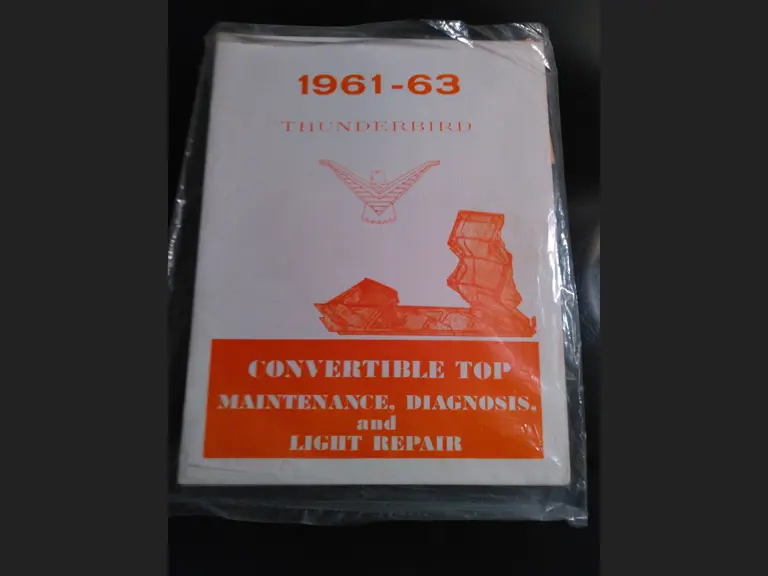 1961-63
THUNDERBIRD
CONVERTIBLE TOP
MAINTENANCE, DIAGNOSIS,
and
LIGHT REPAIR